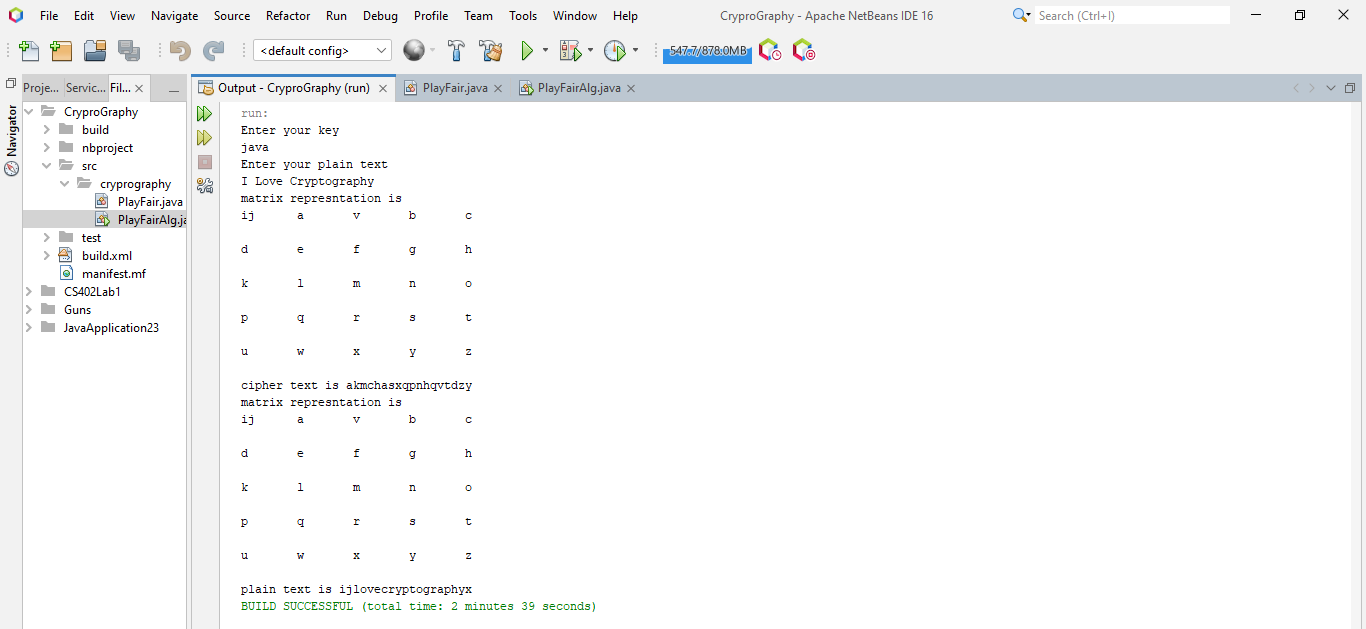 File Edit View Navigate Source Refactor Run Debug Profile Team Tools Window Help CryproGraphy - Apache NetBeans IDE 16 Search (Ctrl+I)
<default config> 547.7/878.0MB
Proje... Servic... Fil... Output - CryproGraphy (run) PlayFair.java PlayFairAlg.java
Navigator
CryproGraphy
build
nbproject
src
cryprography
PlayFair.java
PlayFairAlg.ja
test
build.xml
manifest.mf
CS402Lab1
Guns
JavaApplication23
run:
Enter your key
java
Enter your plain text
I Love Cryptography
matrix represntation is
ij a v b c
d e f g h
k l m n o
p q r s t
u w x y z
cipher text is akmchasxqpnhqvtdzy
matrix represntation is
ij a v b c
d e f g h
k l m n o
p q r s t
u w x y z
plain text is ijlovecryptographyx
BUILD SUCCESSFUL (total time: 2 minutes 39 seconds)